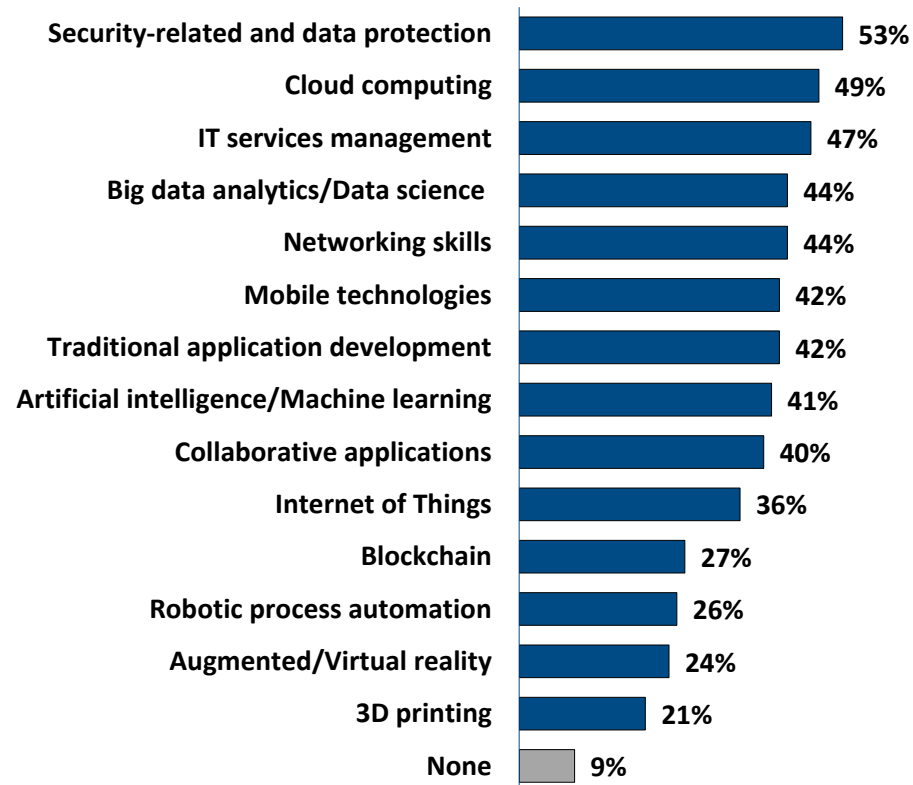 Security-related and data protection 53%
Cloud computing 49%
IT services management 47%
Big data analytics/Data science 44%
Networking skills 44%
Mobile technologies 42%
Traditional application development 42%
Artificial intelligence/Machine learning 41%
Collaborative applications 40%
Internet of Things 36%
Blockchain 27%
Robotic process automation 26%
Augmented/Virtual reality 24%
3D printing 21%
None 9%